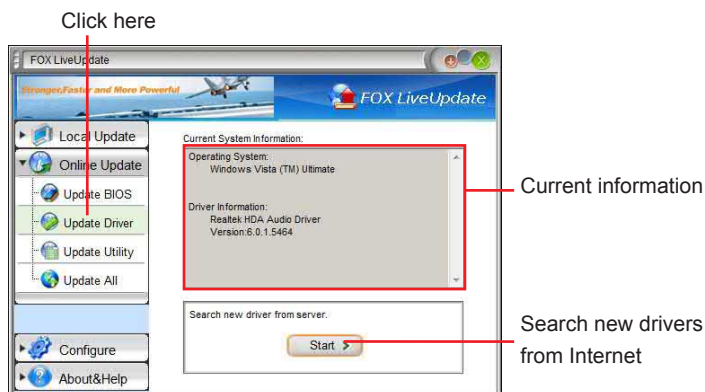 Click here
FOX LiveUpdate
Stronger,Faster and More Powerful
FOX LiveUpdate
Local Update
Online Update
Update BIOS
Update Driver
Update Utility
Update All
Configure
About&Help
Current System Information:
Operating System:
Windows Vista (TM) Ultimate
Driver Information:
Realtek HDA Audio Driver
Version:6.0.1.5464
Search new driver from server.
Start
Current information
Search new drivers
from Internet